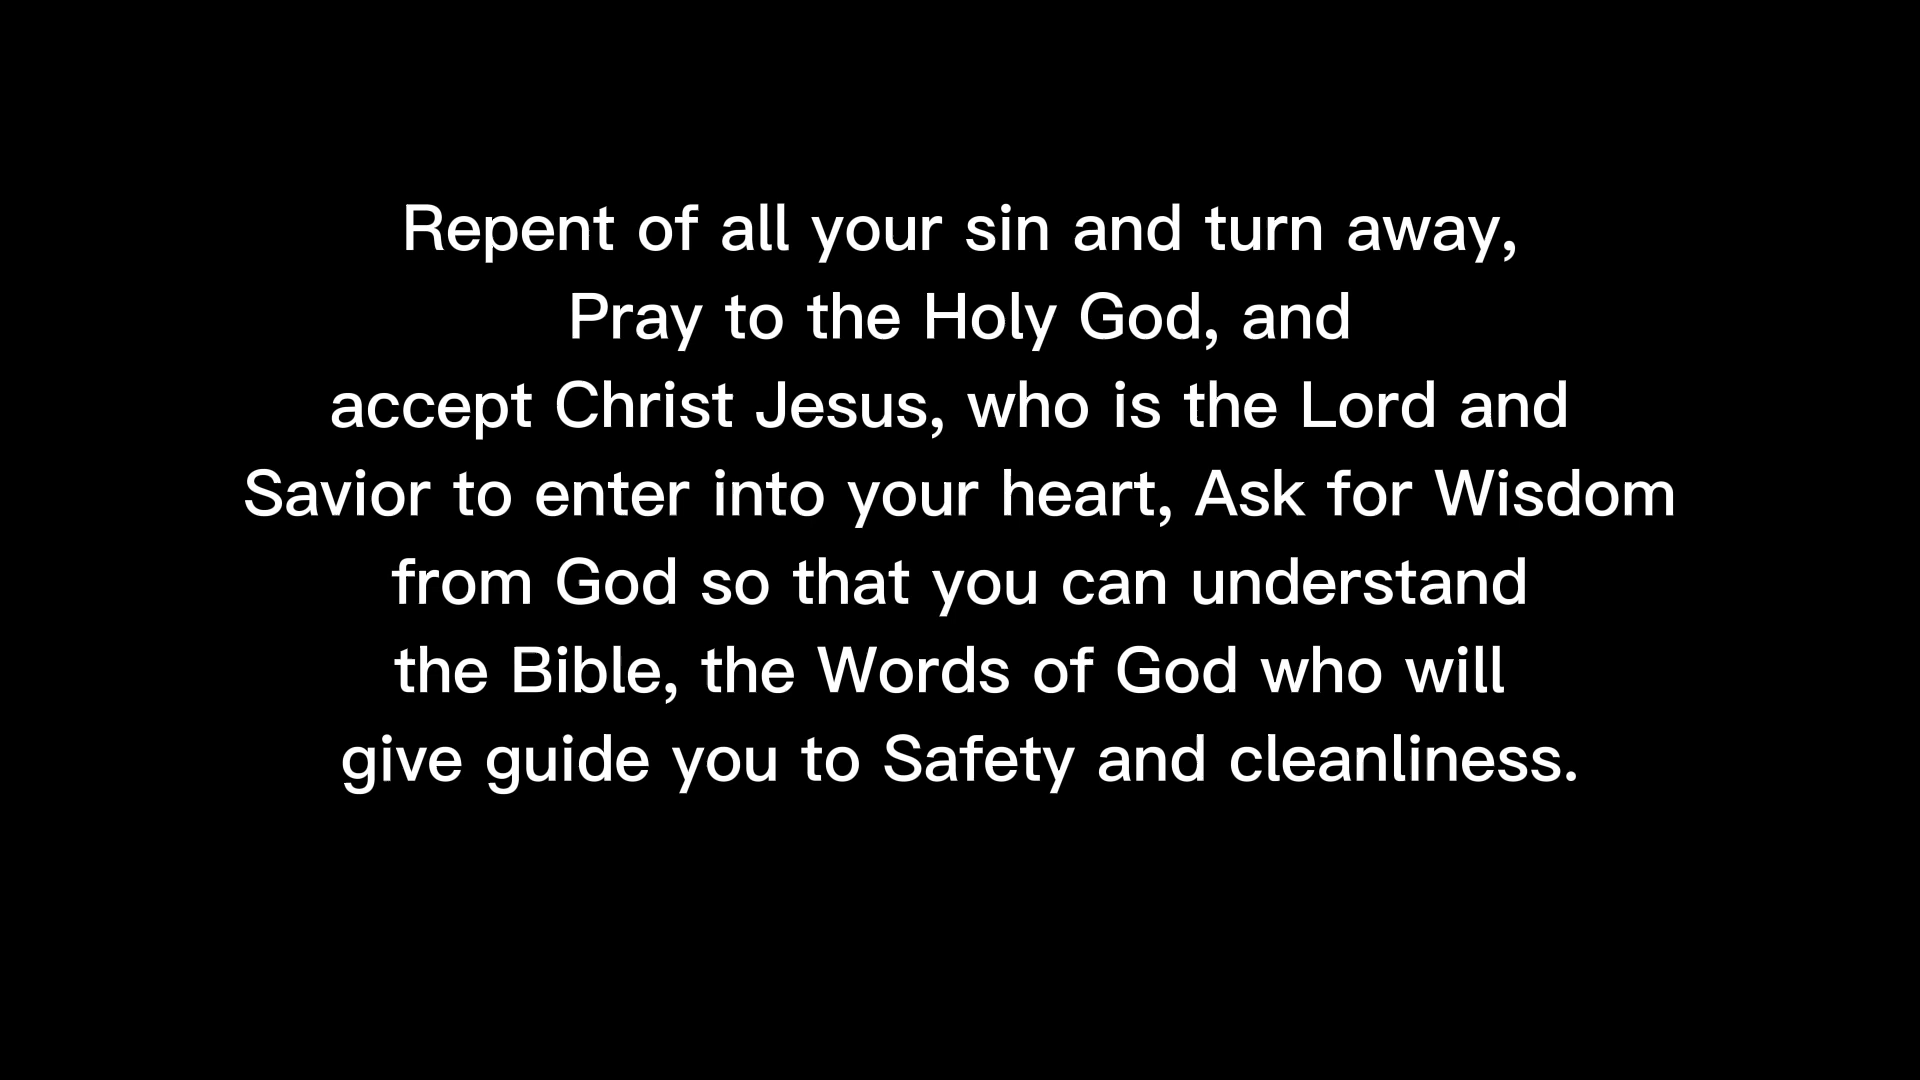 Repent of all your sin and turn away,
Pray to the Holy God, and
accept Christ Jesus, who is the Lord and
Savior to enter into your heart, Ask for Wisdom
from God so that you can understand
the Bible, the Words of God who will
give guide you to Safety and cleanliness.